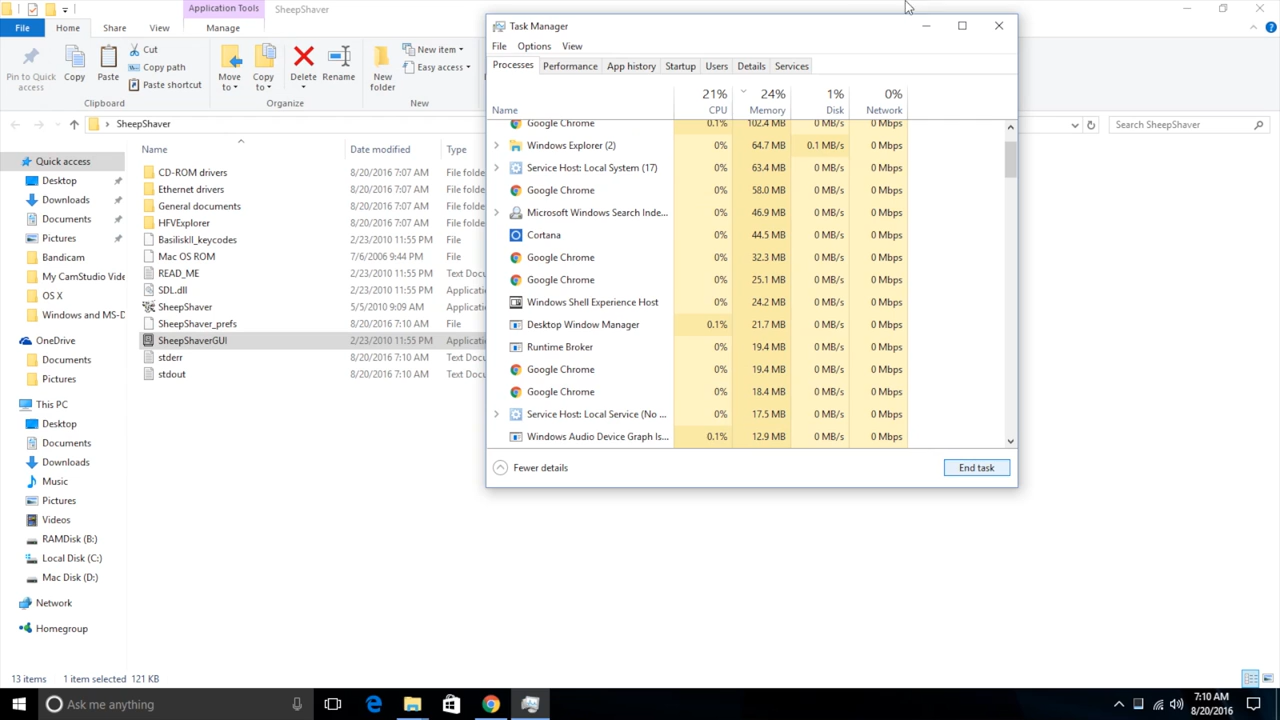 Application Tools
SheepShaver
File
Home
Share
View
Manage
Pin to Quick access
Copy
Paste
Cut
Copy path
Paste shortcut
Clipboard
Move to
Copy to
Delete
Rename
Organize
New folder
New item
Easy access
New
SheepShaver
Search SheepShaver
Quick access
Desktop
Downloads
Documents
Pictures
Bandicam
My CamStudio Vide
OS X
Windows and MS-D
OneDrive
Documents
Pictures
This PC
Desktop
Documents
Downloads
Music
Pictures
Videos
RAMDisk (B:)
Local Disk (C:)
Mac Disk (D:)
Network
Homegroup
Name Date modified Type
CD-ROM drivers 8/20/2016 7:07 AM File folde
Ethernet drivers 8/20/2016 7:07 AM File folde
General documents 8/20/2016 7:07 AM File folde
HFVExplorer 8/20/2016 7:07 AM File folde
BasiliskII_keycodes 2/23/2010 11:55 PM File
Mac OS ROM 7/6/2006 9:44 PM File
READ_ME 2/23/2010 11:55 PM Text Docu
SDL.dll 2/23/2010 11:55 PM Applicatio
SheepShaver 5/5/2010 9:09 AM Applicatio
SheepShaver_prefs 8/20/2016 7:10 AM File
SheepShaverGUI 2/23/2010 11:55 PM Applicatio
stderr 8/20/2016 7:10 AM Text Docu
stdout 8/20/2016 7:10 AM Text Docu
13 items 1 item selected 121 KB
Task Manager
File Options View
Processes Performance App history Startup Users Details Services
21% 24% 1% 0%
Name CPU Memory Disk Network
Google Chrome 0.1% 102.4 MB 0 MB/s 0 Mbps
Windows Explorer (2) 0% 64.7 MB 0.1 MB/s 0 Mbps
Service Host: Local System (17) 0% 63.4 MB 0 MB/s 0 Mbps
Google Chrome 0% 58.0 MB 0 MB/s 0 Mbps
Microsoft Windows Search Inde... 0% 46.9 MB 0 MB/s 0 Mbps
Cortana 0% 44.5 MB 0 MB/s 0 Mbps
Google Chrome 0% 32.3 MB 0 MB/s 0 Mbps
Google Chrome 0% 25.1 MB 0 MB/s 0 Mbps
Windows Shell Experience Host 0% 24.2 MB 0 MB/s 0 Mbps
Desktop Window Manager 0.1% 21.7 MB 0 MB/s 0 Mbps
Runtime Broker 0% 19.4 MB 0 MB/s 0 Mbps
Google Chrome 0% 19.4 MB 0 MB/s 0 Mbps
Google Chrome 0% 18.4 MB 0 MB/s 0 Mbps
Service Host: Local Service (No ... 0% 17.5 MB 0 MB/s 0 Mbps
Windows Audio Device Graph Is... 0.1% 12.9 MB 0 MB/s 0 Mbps
Fewer details
End task
Ask me anything
7:10 AM
8/20/2016